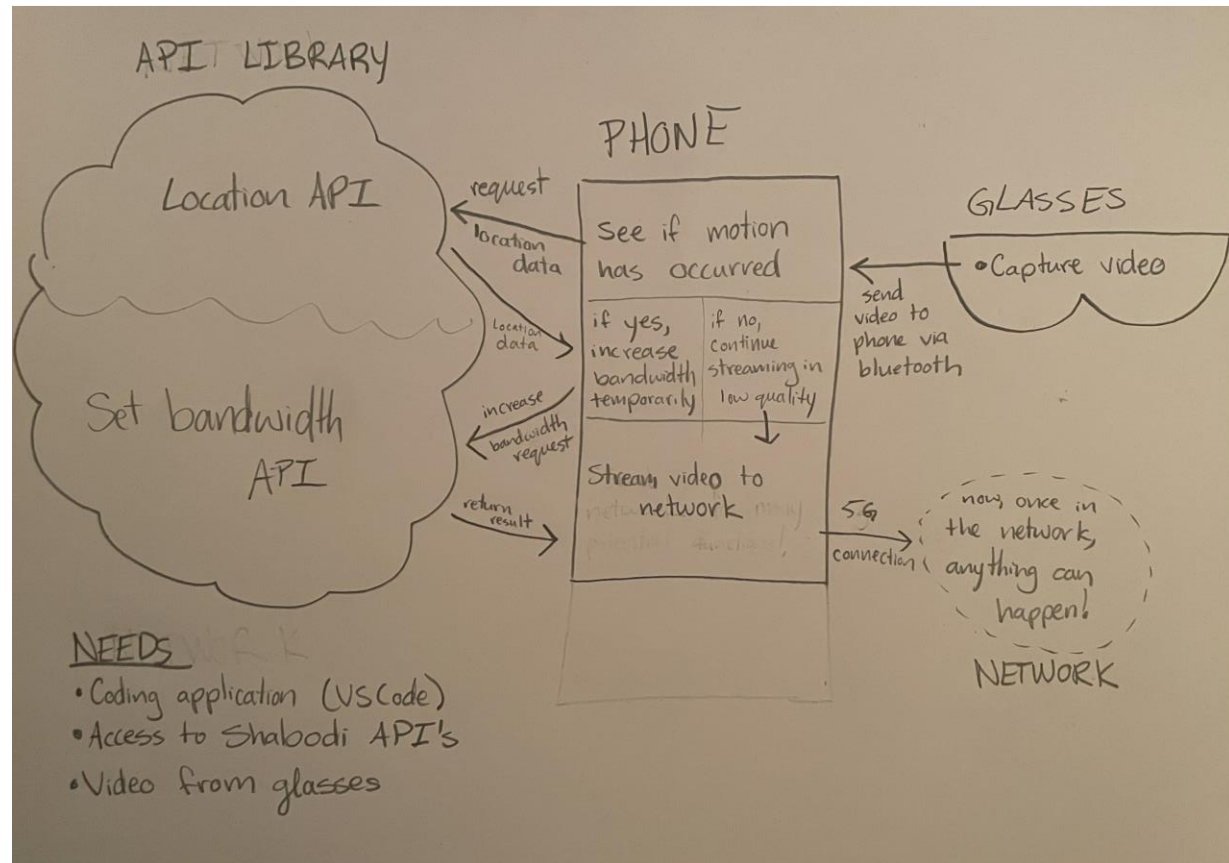 API LIBRARY
Location API
Set bandwidth
API
request
location
data
Location
data
increase
bandwidth
request
return
result
PHONE
See if motion
has occurred
if yes,
increase
bandwidth
temporarily
if no,
continue
streaming in
low quality
Stream video to
network
GLASSES
•Capture video
send
video to
phone via
bluetooth
5G
connection
now, once in
the network,
anything can
happen!
NETWORK
NEEDS
•Coding application (VSCode)
•Access to Shabodi API's
•Video from glasses